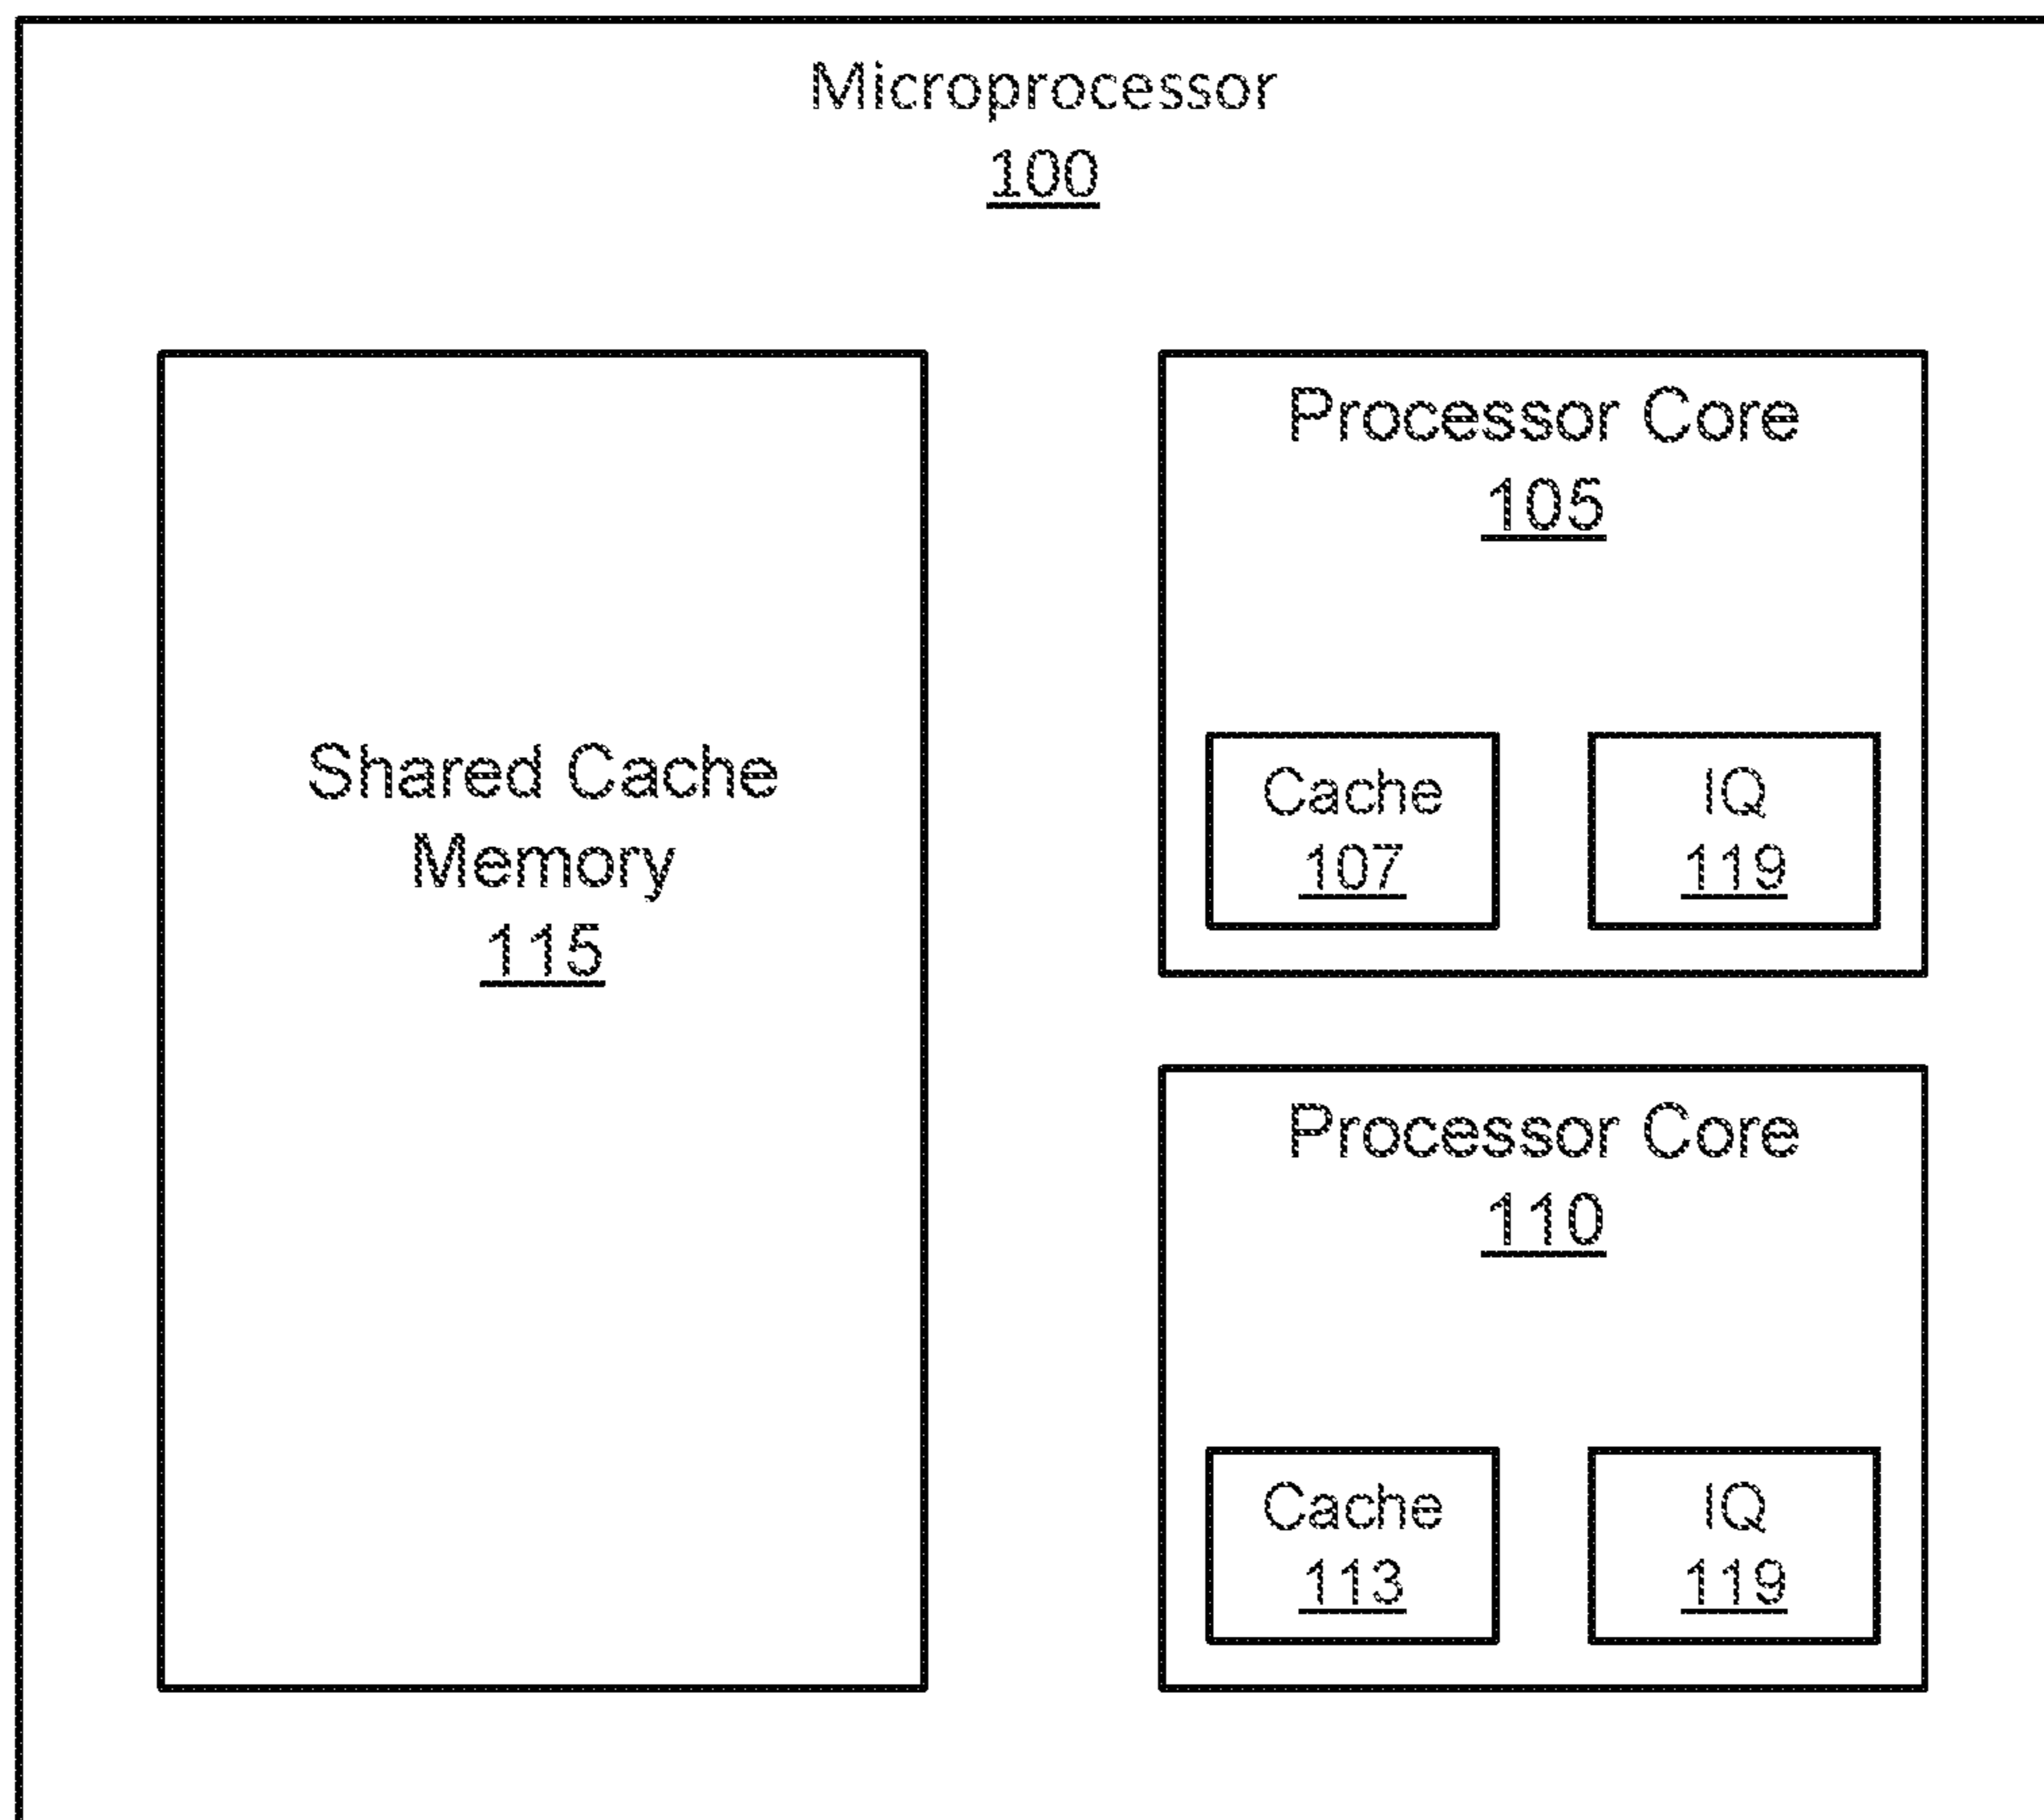 Microprocessor
100
Shared Cache
Memory
115
Processor Core
105
Cache
107
IQ
119
Processor Core
110
Cache
113
IQ
119